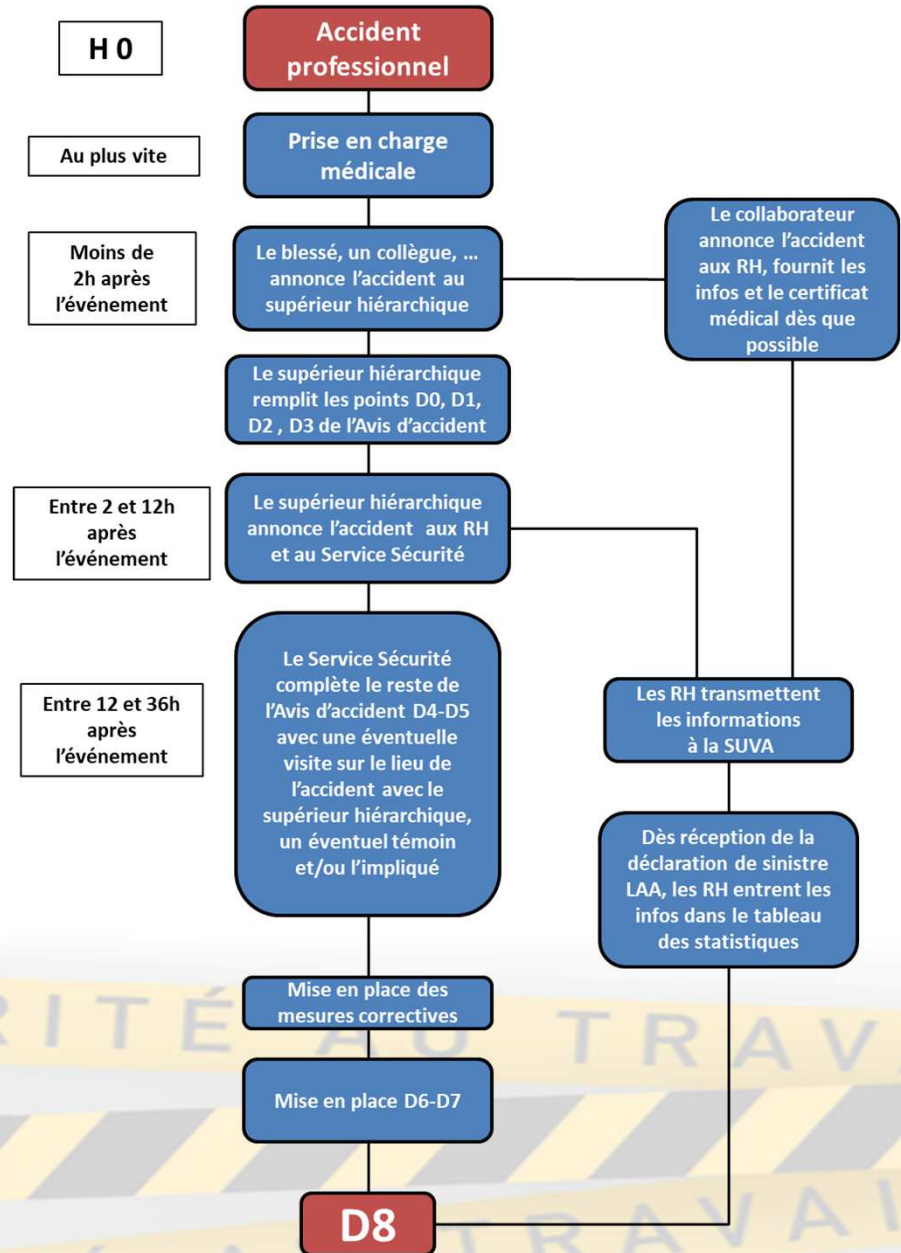 H 0
Accident
professionnel
Au plus vite
Prise en charge
médicale
Moins de
2h après
l'événement
Le blessé, un collègue, ...
annonce l'accident au
supérieur hiérarchique
Le collaborateur
annonce l'accident
aux RH, fournit les
infos et le certificat
médical dès que
possible
Le supérieur hiérarchique
remplit les points D0, D1,
D2 , D3 de l'Avis d'accident
Entre 2 et 12h
après
l'événement
Le supérieur hiérarchique
annonce l'accident aux RH
et au Service Sécurité
Entre 12 et 36h
après
l'événement
Le Service Sécurité
complète le reste de
l'Avis d'accident D4-D5
avec une éventuelle
visite sur le lieu de
l'accident avec le
supérieur hiérarchique,
un éventuel témoin
et/ou l'impliqué
Les RH transmettent
les informations
à la SUVA
Dès réception de la
déclaration de sinistre
LAA, les RH entrent les
infos dans le tableau
des statistiques
Mise en place des
mesures correctives
Mise en place D6-D7
D8
RITÉ AU TRAVA
É AU TRAVAI